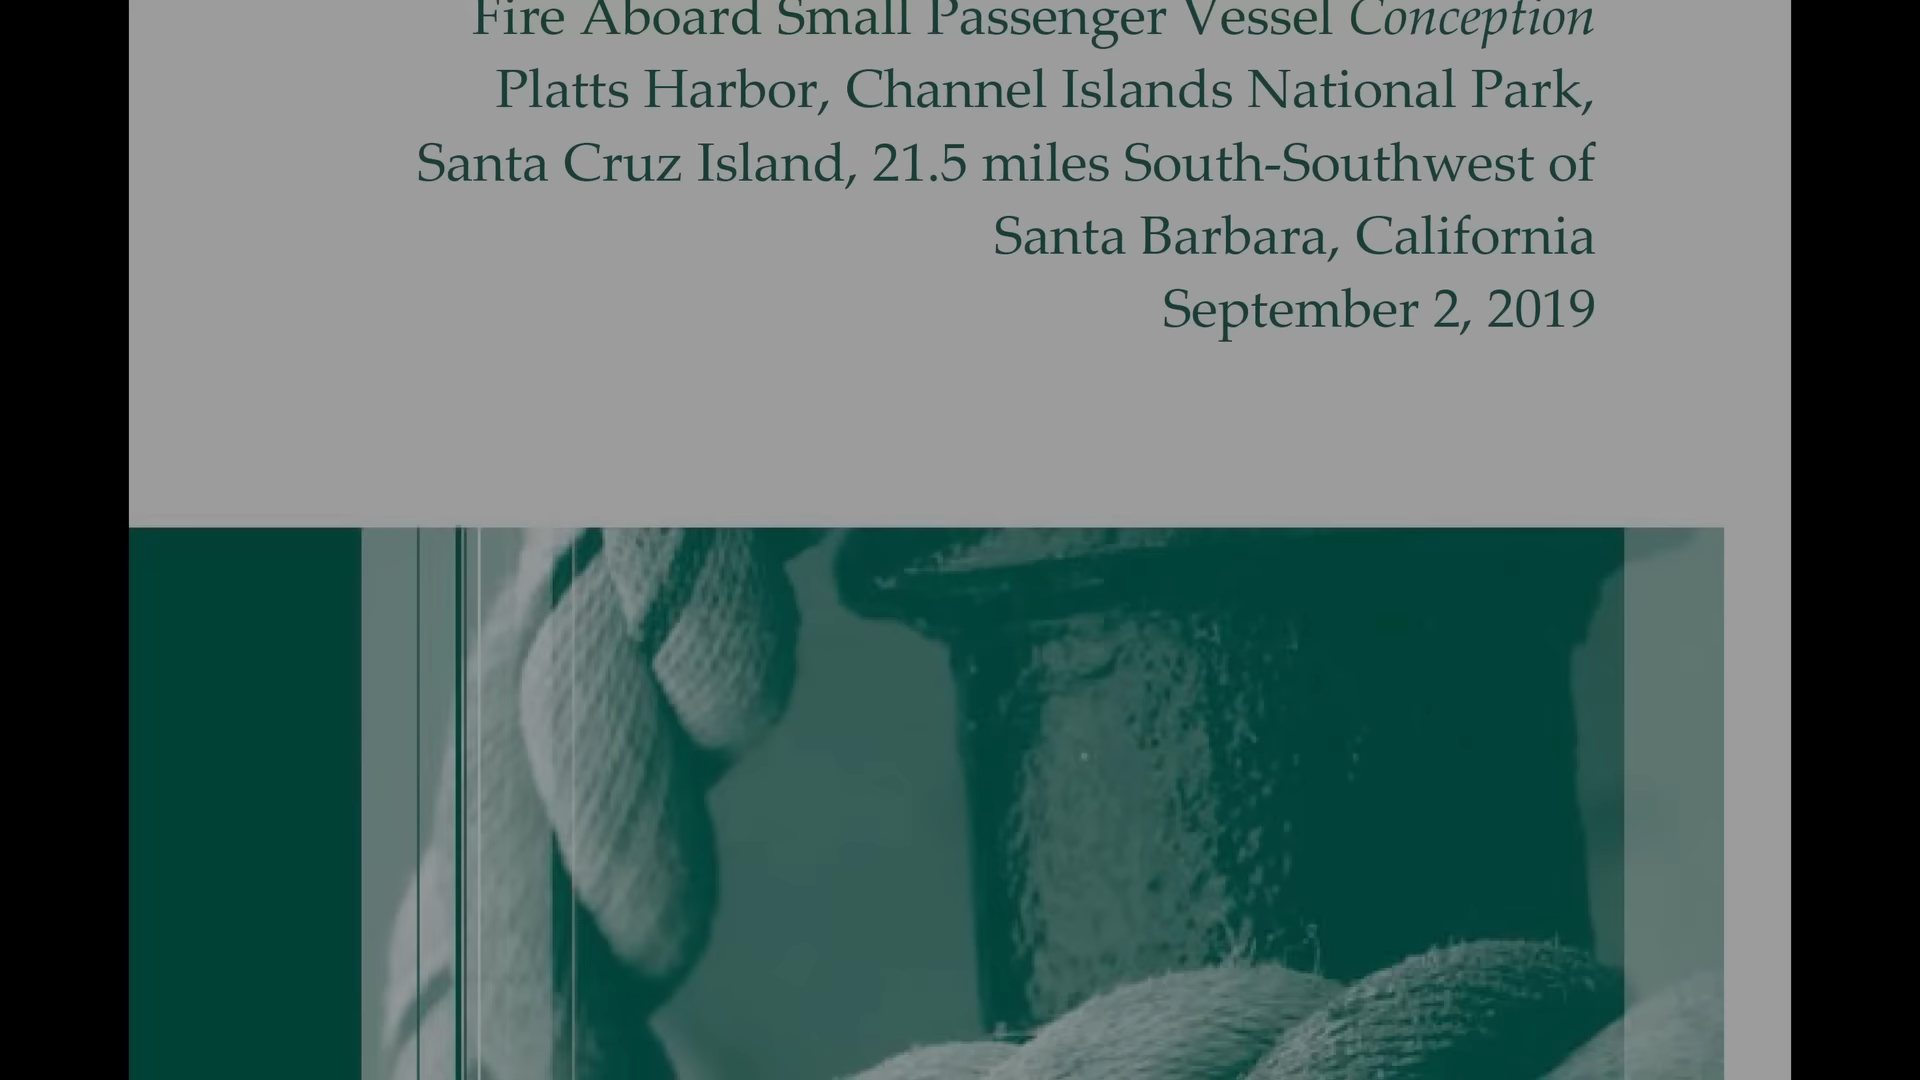 Fire Aboard Small Passenger Vessel Conception
Platts Harbor, Channel Islands National Park,
Santa Cruz Island, 21.5 miles South-Southwest of
Santa Barbara, California
September 2, 2019